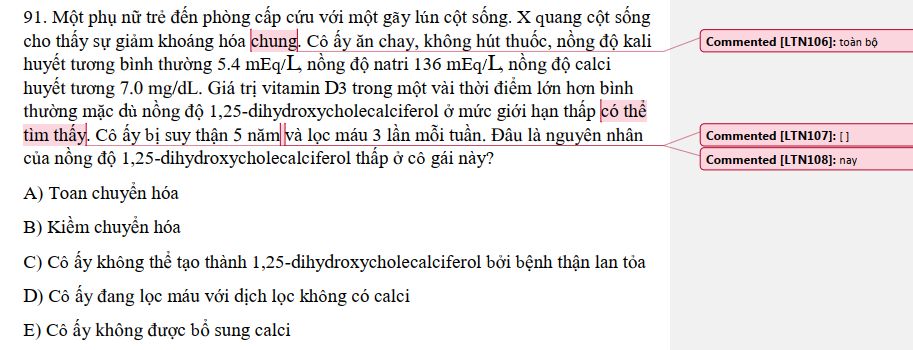 91. Một phụ nữ trẻ đến phòng cấp cứu với một gãy lún cột sống. X quang cột sống
cho thấy sự giảm khoáng hóa chung. Cô ấy ăn chay, không hút thuốc, nồng độ kali
Commented [LTN106]: toàn bộ
huyết tương bình thường 5.4 mEq/L, nồng độ natri 136 mEq/L, nồng độ calci
huyết tương 7.0 mg/dL. Giá trị vitamin D3 trong một vài thời điểm lớn hơn bình
thường mặc dù nồng độ 1,25-dihydroxycholecalciferol ở mức giới hạn thấp có thể
tìm thấy. Cô ấy bị suy thận 5 năm và lọc máu 3 lần mỗi tuần. Đâu là nguyên nhân
Commented [LTN107]: [ ]
của nồng độ 1,25-dihydroxycholecalciferol thấp ở cô gái này?
Commented [LTN108]: nay
A) Toan chuyển hóa
B) Kiềm chuyển hóa
C) Cô ấy không thể tạo thành 1,25-dihydroxycholecalciferol bởi bệnh thận lan tỏa
D) Cô ấy đang lọc máu với dịch lọc không có calci
E) Cô ấy không được bổ sung calci